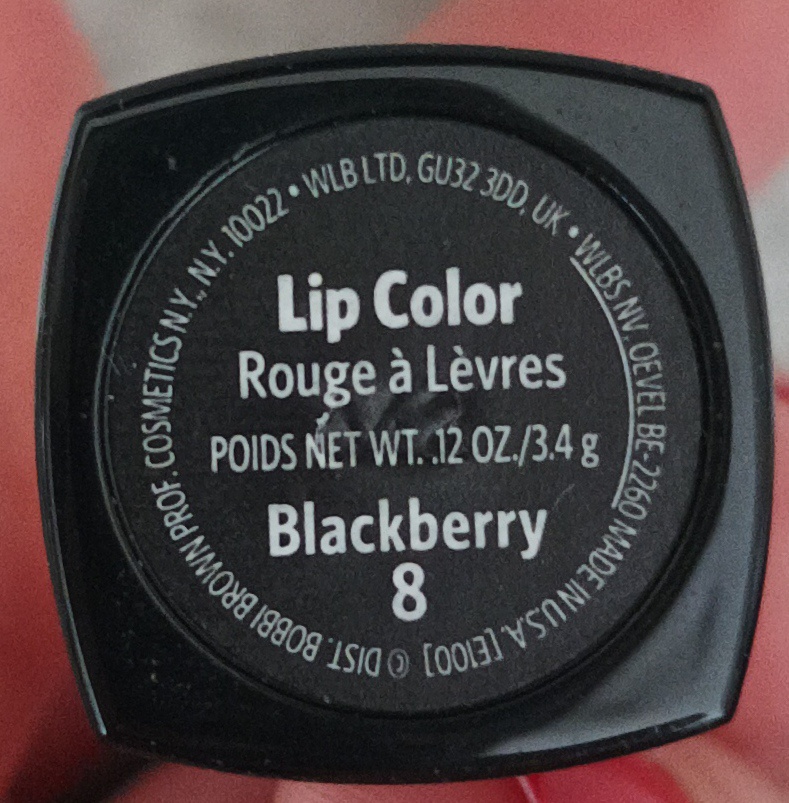 Lip Color
Rouge à Lèvres
POIDS NET WT. .12 OZ./3.4 g
Blackberry
8
© DIST. BOBBI BROWN PROF. COSMETICS N.Y., N.Y. 10022 • WLB LTD, GU32 3DD, UK • WLBS NV, OEVEL BE-2260 MADE IN U.S.A. [E100]